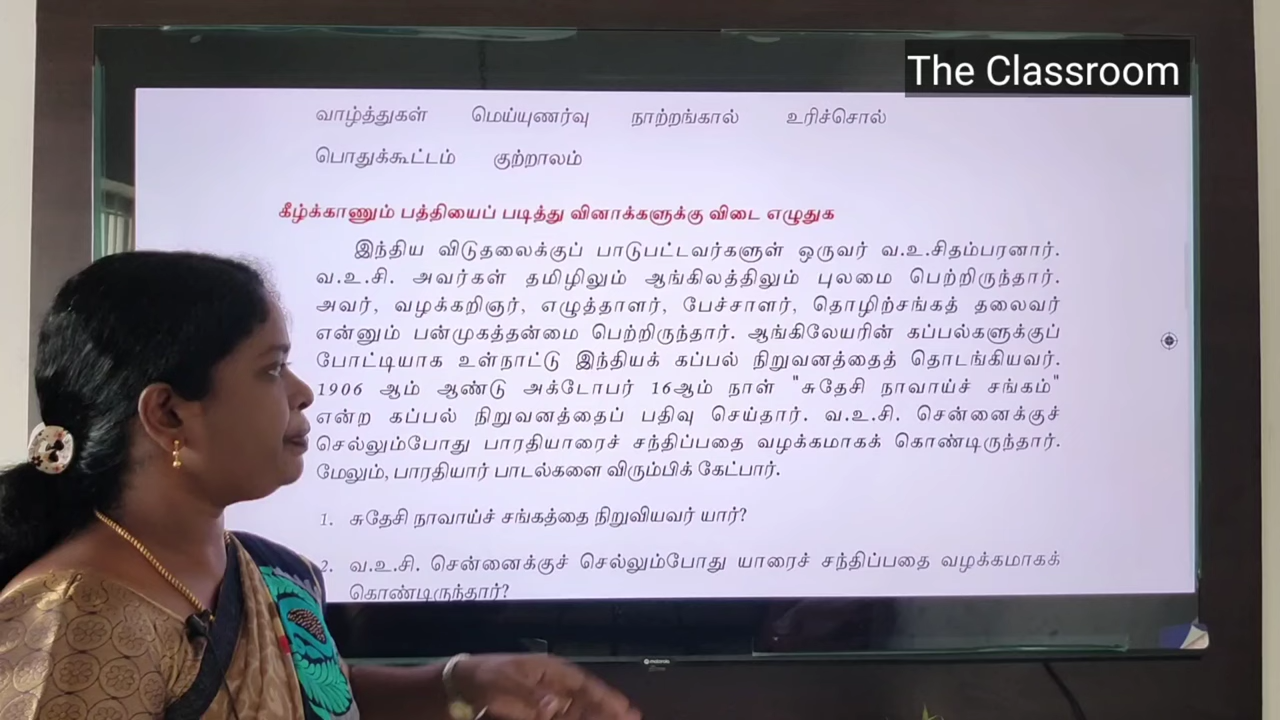 The Classroom
வாழ்த்துகள் மெய்யுணர்வு நாற்றங்கால் உரிச்சொல்
பொதுக்கூட்டம் குற்றாலம்
கீழ்க்காணும் பத்தியைப் படித்து வினாக்களுக்கு விடை எழுதுக
இந்திய விடுதலைக்குப் பாடுபட்டவர்களுள் ஒருவர் வ.உ.சிதம்பரனார்.
வ.உ.சி. அவர்கள் தமிழிலும் ஆங்கிலத்திலும் புலமை பெற்றிருந்தார்.
அவர், வழக்கறிஞர், எழுத்தாளர், பேச்சாளர், தொழிற்சங்கத் தலைவர்
என்னும் பன்முகத்தன்மை பெற்றிருந்தார். ஆங்கிலேயரின் கப்பல்களுக்குப்
போட்டியாக உள்நாட்டு இந்தியக் கப்பல் நிறுவனத்தைத் தொடங்கியவர்.
1906 ஆம் ஆண்டு அக்டோபர் 16ஆம் நாள் "சுதேசி நாவாய்ச் சங்கம்"
என்ற கப்பல் நிறுவனத்தைப் பதிவு செய்தார். வ.உ.சி. சென்னைக்குச்
செல்லும்போது பாரதியாரைச் சந்திப்பதை வழக்கமாகக் கொண்டிருந்தார்.
மேலும், பாரதியார் பாடல்களை விரும்பிக் கேட்பார்.
1. சுதேசி நாவாய்ச் சங்கத்தை நிறுவியவர் யார்?
2. வ.உ.சி. சென்னைக்குச் செல்லும்போது யாரைச் சந்திப்பதை வழக்கமாகக்
கொண்டிருந்தார்?
motorola